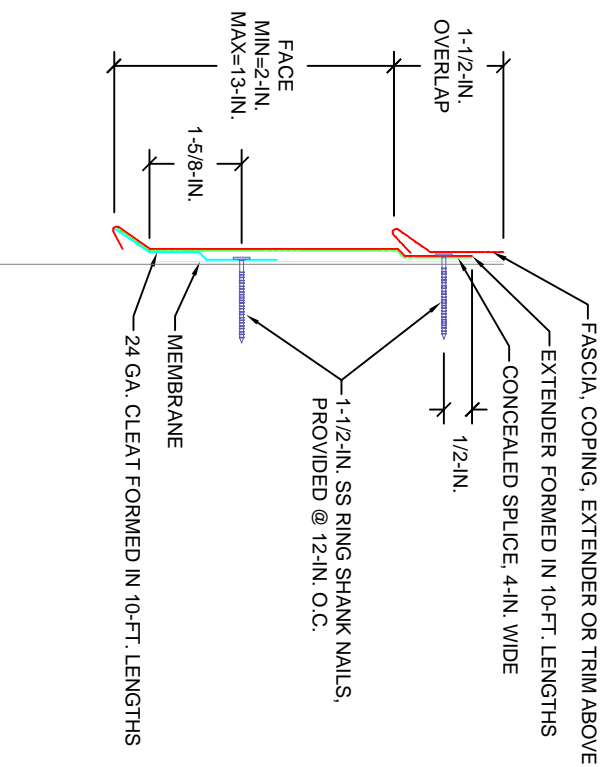 FASCIA, COPING, EXTENDER OR TRIM ABOVE
EXTENDER FORMED IN 10-FT. LENGTHS
CONCEALED SPLICE, 4-IN. WIDE
1/2-IN.
1-1/2-IN.
OVERLAP
1-1/2-IN. SS RING SHANK NAILS,
PROVIDED @ 12-IN. O.C.
FACE
MIN=2-IN.
MAX=13-IN.
1-5/8-IN.
MEMBRANE
24 GA. CLEAT FORMED IN 10-FT. LENGTHS